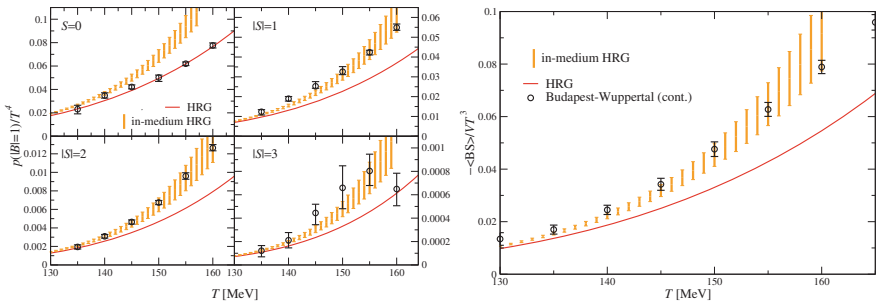 0.1
0.08
0.06
0.04
0.02
S=0
HRG
in-medium HRG
|S|=1
0.06
0.05
0.04
0.03
0.02
0.01
0
p(|B|=1)/T⁴
0.012
0.01
0.008
0.006
0.004
0.002
0
|S|=2
|S|=3
0.001
0.0008
0.0006
0.0004
0.0002
0
130 140 150 160 130 140 150 160
T [MeV]
−<BS>/VT³
0.1
0.08
0.06
0.04
0.02
0
in-medium HRG
HRG
Budapest-Wuppertal (cont.)
130 140 150 160
T [MeV]